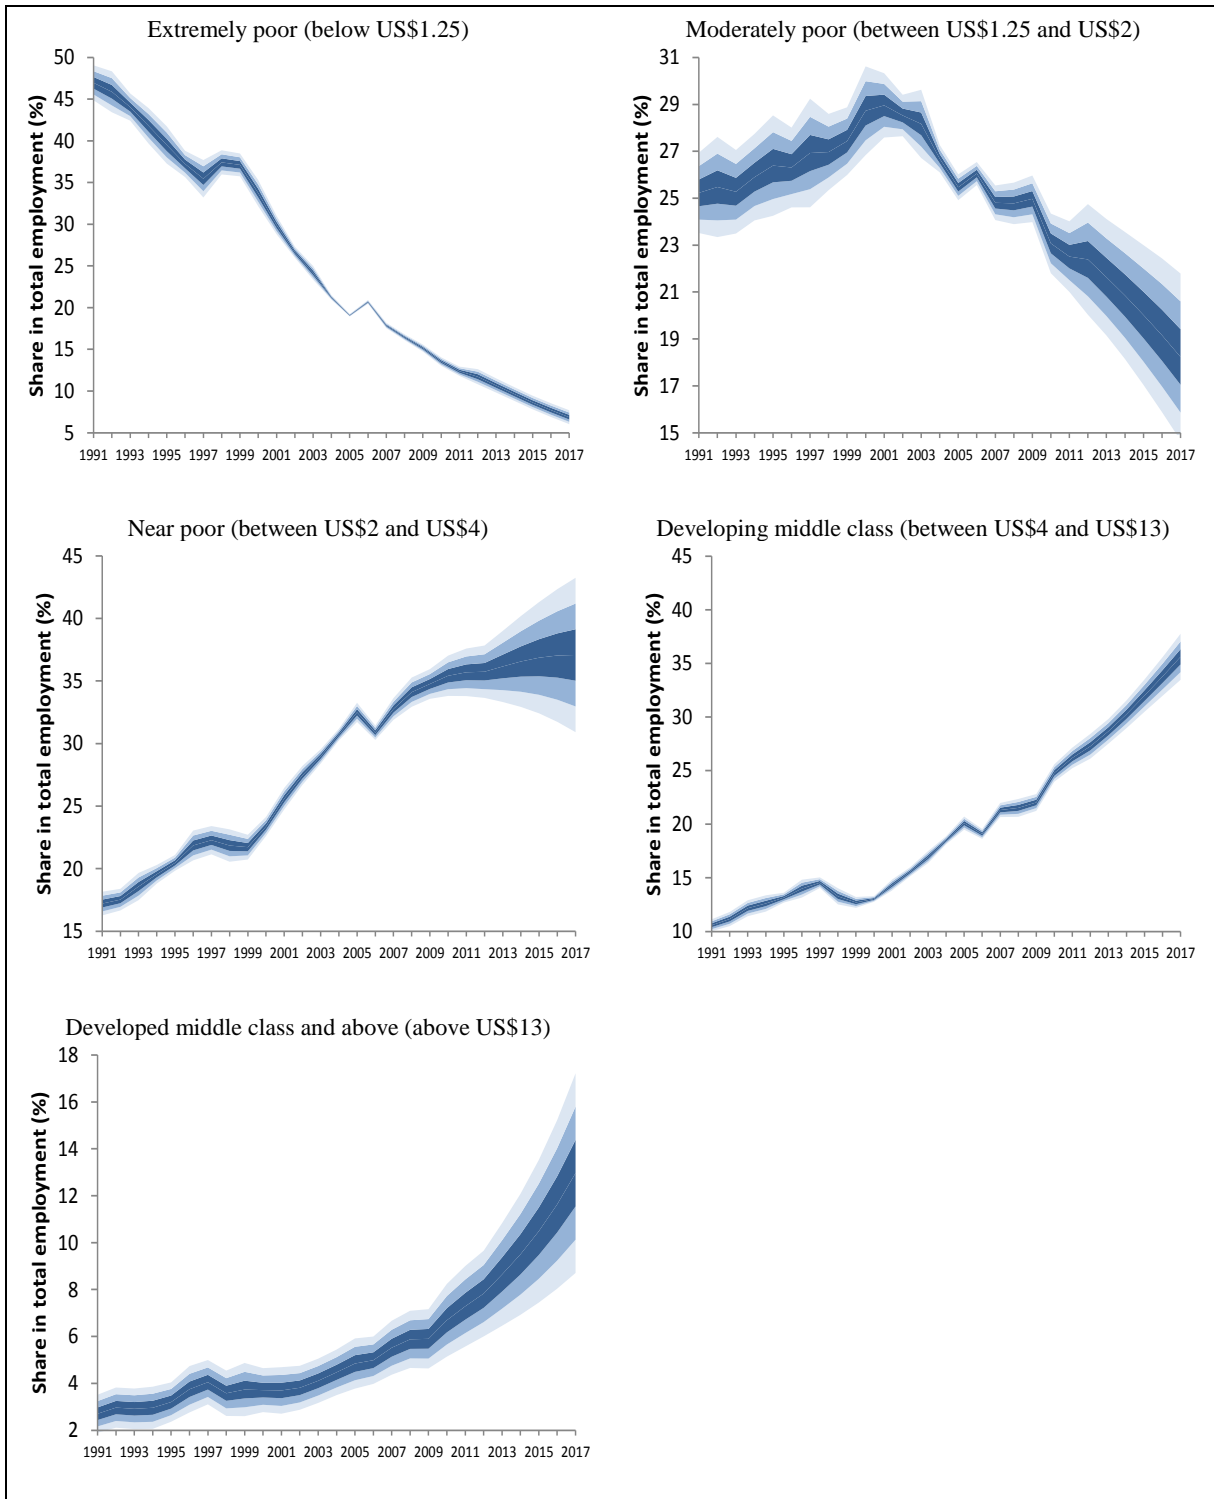 Extremely poor (below US$1.25)
Share in total employment (%)
50
45
40
35
30
25
20
15
10
5
1991 1993 1995 1997 1999 2001 2003 2005 2007 2009 2011 2013 2015 2017
Moderately poor (between US$1.25 and US$2)
Share in total employment (%)
31
29
27
25
23
21
19
17
15
1991 1993 1995 1997 1999 2001 2003 2005 2007 2009 2011 2013 2015 2017
Near poor (between US$2 and US$4)
Share in total employment (%)
45
40
35
30
25
20
15
1991 1993 1995 1997 1999 2001 2003 2005 2007 2009 2011 2013 2015 2017
Developing middle class (between US$4 and US$13)
Share in total employment (%)
45
40
35
30
25
20
15
10
1991 1993 1995 1997 1999 2001 2003 2005 2007 2009 2011 2013 2015 2017
Developed middle class and above (above US$13)
Share in total employment (%)
18
16
14
12
10
8
6
4
2
1991 1993 1995 1997 1999 2001 2003 2005 2007 2009 2011 2013 2015 2017